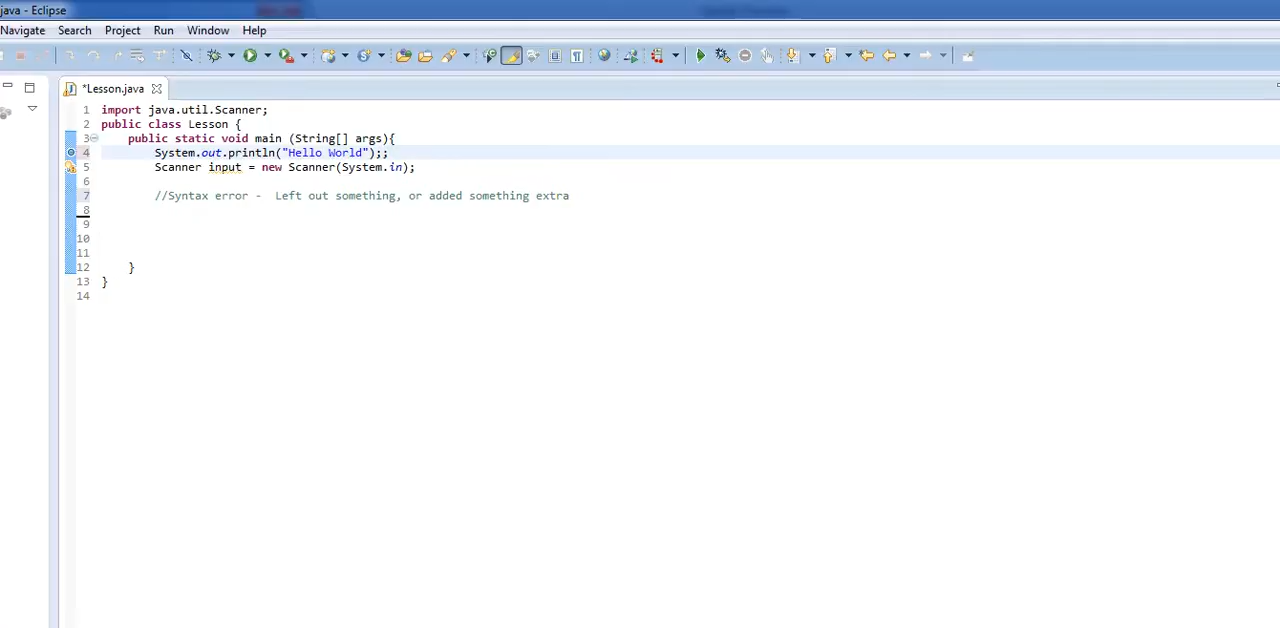 java - Eclipse
Navigate Search Project Run Window Help
*Lesson.java
1 import java.util.Scanner;
2 public class Lesson {
3 public static void main (String[] args){
4 System.out.println("Hello World");;
5 Scanner input = new Scanner(System.in);
6
7 //Syntax error -  Left out something, or added something extra
8
9
10
11
12 }
13 }
14